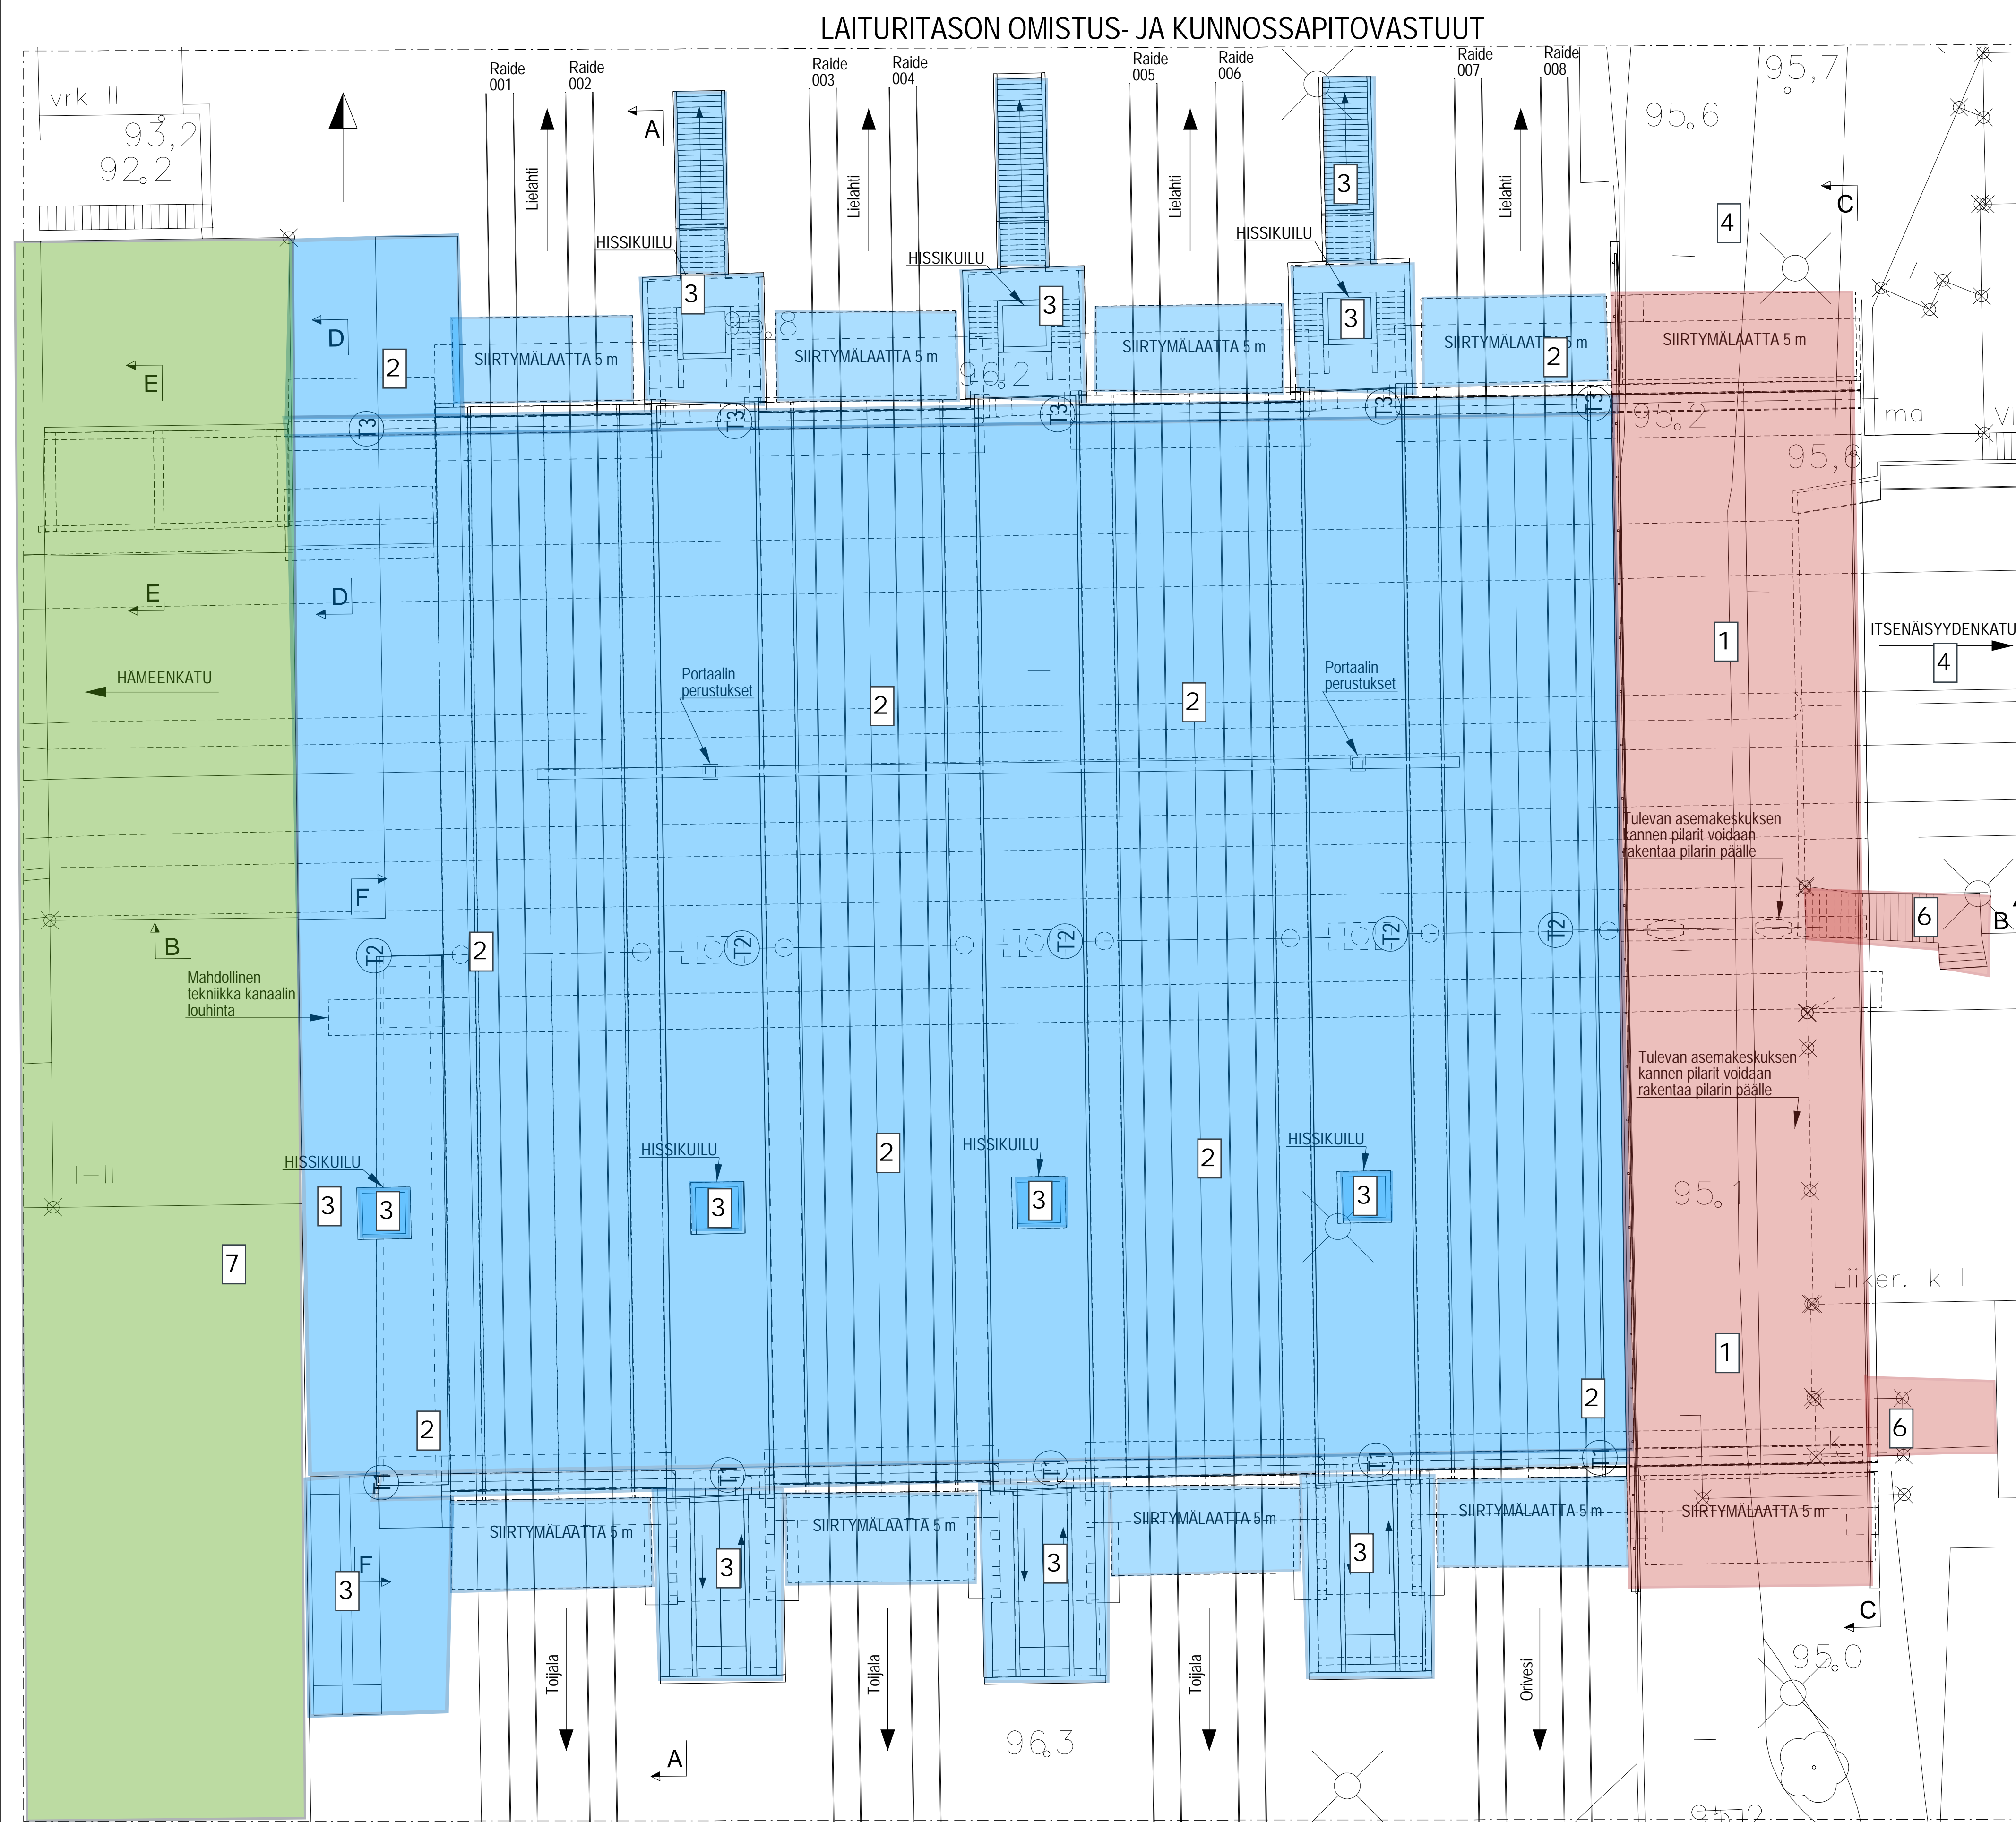 LAITURITASON OMISTUS- JA KUNNOSSAPITOVASTUUT
Raide
001
Raide
002
Raide
003
Raide
004
Raide
005
Raide
006
Raide
007
Raide
008
vrk II
93,2
92.2
95,7
95.6
A
C
4
Lielahti
Lielahti
Lielahti
Lielahti
3
HISSIKUILU
HISSIKUILU
HISSIKUILU
3
3
3
D
E
2
SIIRTYMÄLAATTA 5 m
95.8
SIIRTYMÄLAATTA 5 m
96.2
SIIRTYMÄLAATTA 5 m
SIIRTYMÄLAATTA 5 m
2
SIIRTYMÄLAATTA 5 m
T3
T3
T3
T3
T3
95.2
ma
VI
95,6
E
D
1
ITSENÄISYYDENKATU
4
HÄMEENKATU
Portaalin
perustukset
2
2
Portaalin
perustukset
Tulevan asemakeskuksen
kannen pilarit voidaan
rakentaa pilarin päälle
F
6
B
B
T2
2
T2
T2
T2
T2
Mahdollinen
tekniikka kanaalin
louhinta
Tulevan asemakeskuksen
kannen pilarit voidaan
rakentaa pilarin päälle
I-II
HISSIKUILU
HISSIKUILU
HISSIKUILU
HISSIKUILU
2
2
3
3
3
3
3
95.1
7
Liiker. k I
1
2
2
6
k
T1
T1
T1
T1
T1
SIIRTYMÄLAATTA 5 m
SIIRTYMÄLAATTA 5 m
SIIRTYMÄLAATTA 5 m
SIIRTYMÄLAATTA 5 m
SIIRTYMÄLAATTA 5 m
F
3
3
3
3
C
Toijala
Toijala
Toijala
Orivesi
95.0
96.3
A
95.2